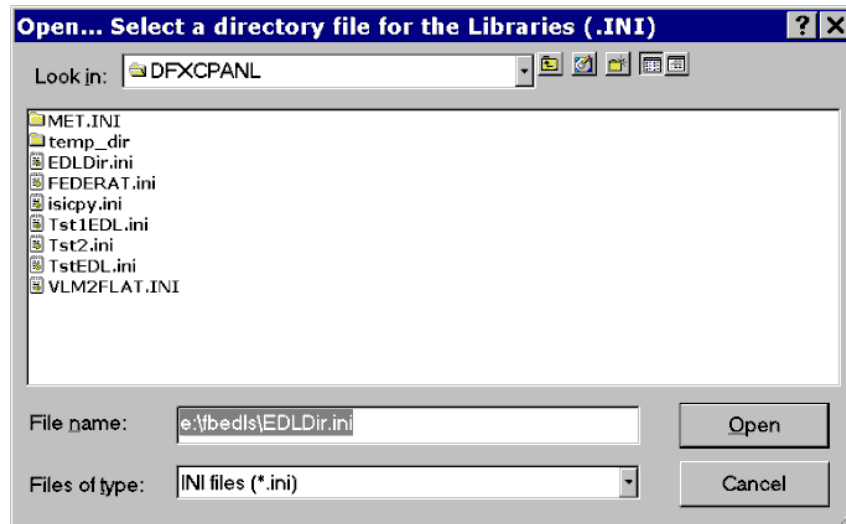 Open... Select a directory file for the Libraries (.INI)
Look in: DFXCPANL
MET.INI
temp_dir
EDLDir.ini
FEDERAT.ini
isicpy.ini
Tst1EDL.ini
Tst2.ini
TstEDL.ini
VLM2FLAT.INI
File name: e:\fbedls\EDLDir.ini Open
Files of type: INI files (*.ini) Cancel